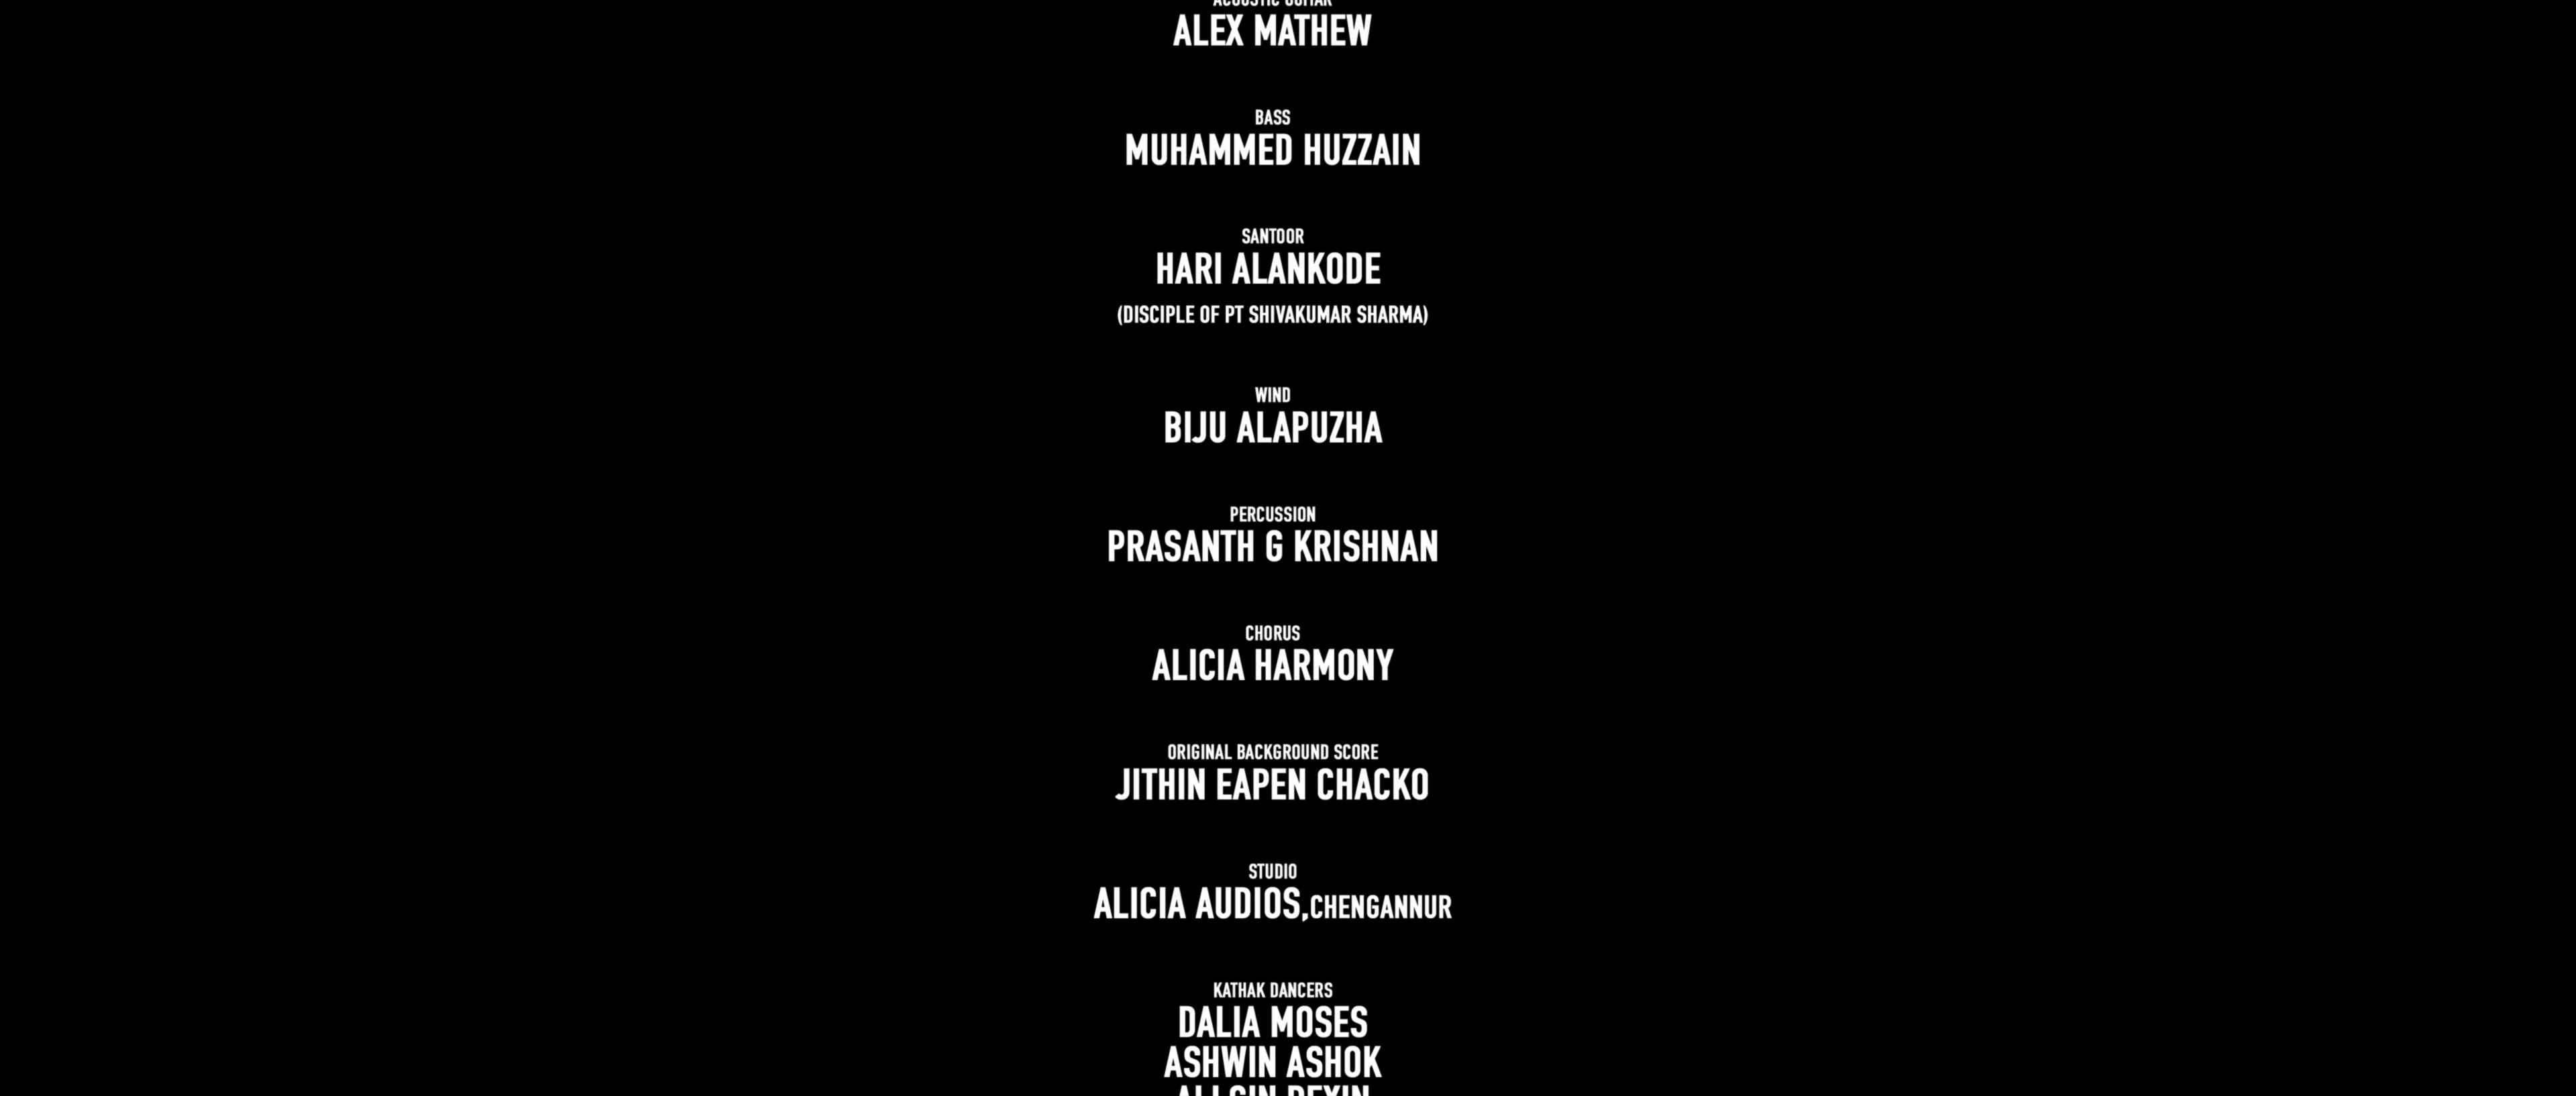 ACOUSTIC GUITAR
ALEX MATHEW
BASS
MUHAMMED HUZZAIN
SANTOOR
HARI ALANKODE
(DISCIPLE OF PT SHIVAKUMAR SHARMA)
WIND
BIJU ALAPUZHA
PERCUSSION
PRASANTH G KRISHNAN
CHORUS
ALICIA HARMONY
ORIGINAL BACKGROUND SCORE
JITHIN EAPEN CHACKO
STUDIO
ALICIA AUDIOS,CHENGANNUR
KATHAK DANCERS
DALIA MOSES
ASHWIN ASHOK